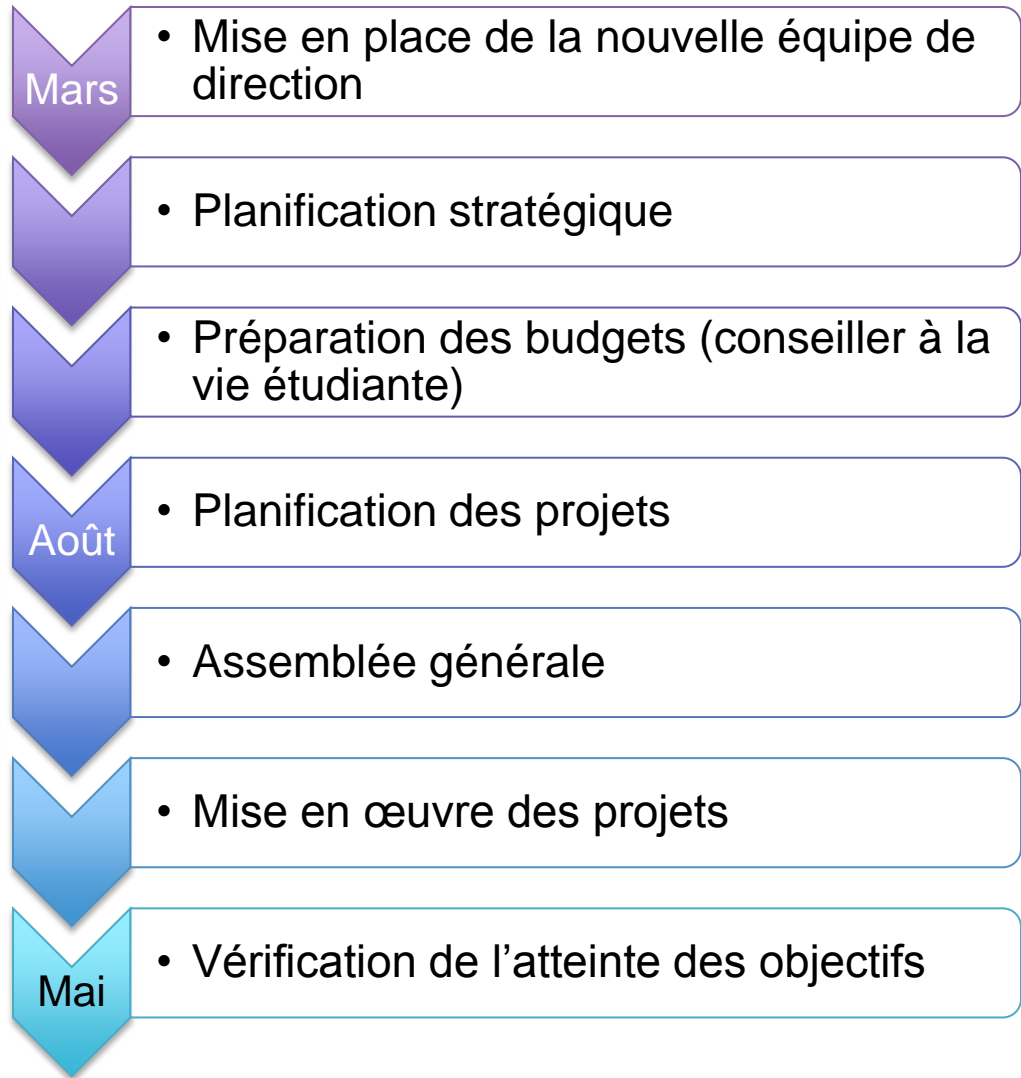 Mars
• Mise en place de la nouvelle équipe de
direction
• Planification stratégique
• Préparation des budgets (conseiller à la
vie étudiante)
Août
• Planification des projets
• Assemblée générale
• Mise en œuvre des projets
Mai
• Vérification de l’atteinte des objectifs